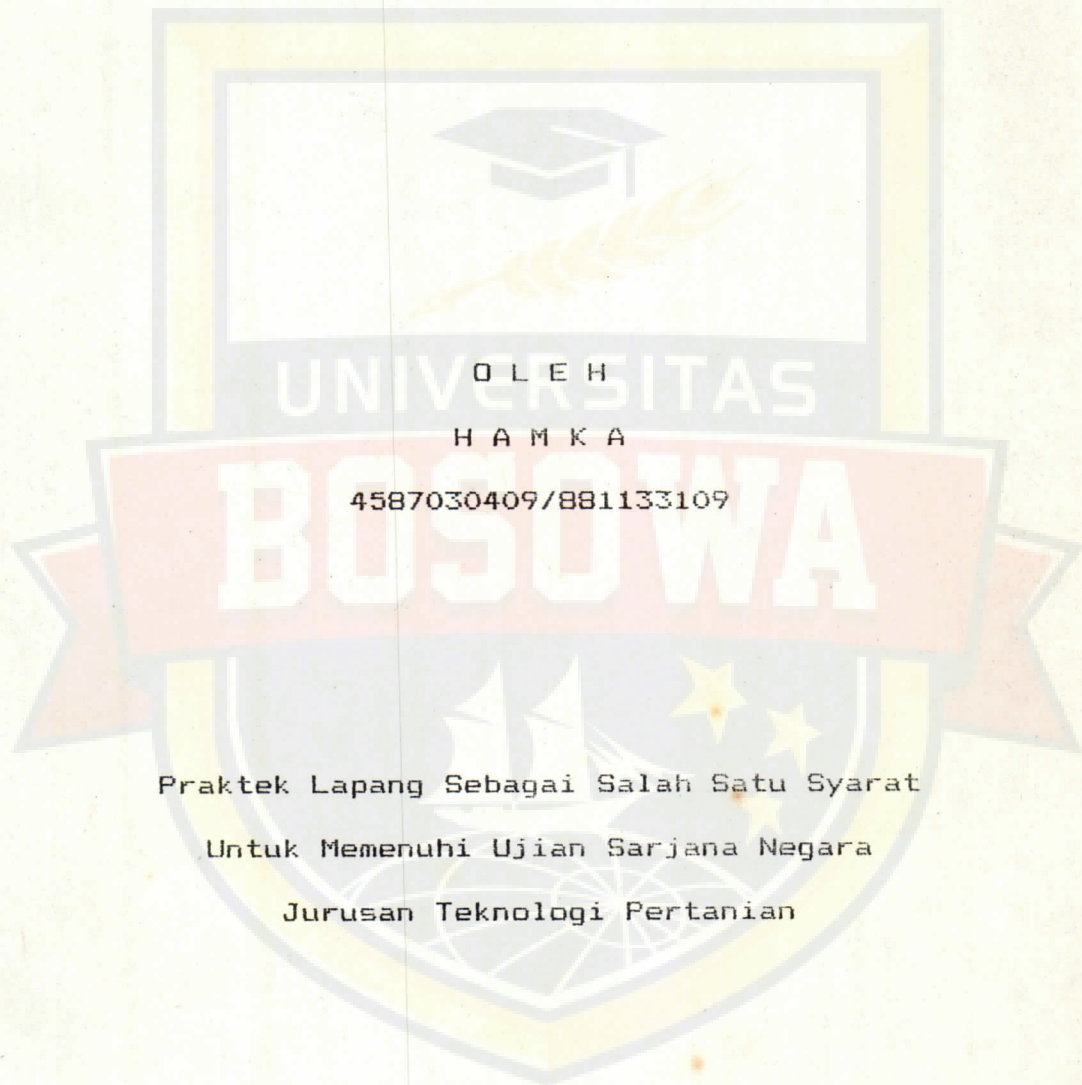 UNIVERSITAS
O L E H
H A M K A
BOSOWA
4587030409/881133109
Praktek Lapang Sebagai Salah Satu Syarat
Untuk Memenuhi Ujian Sarjana Negara
Jurusan Teknologi Pertanian